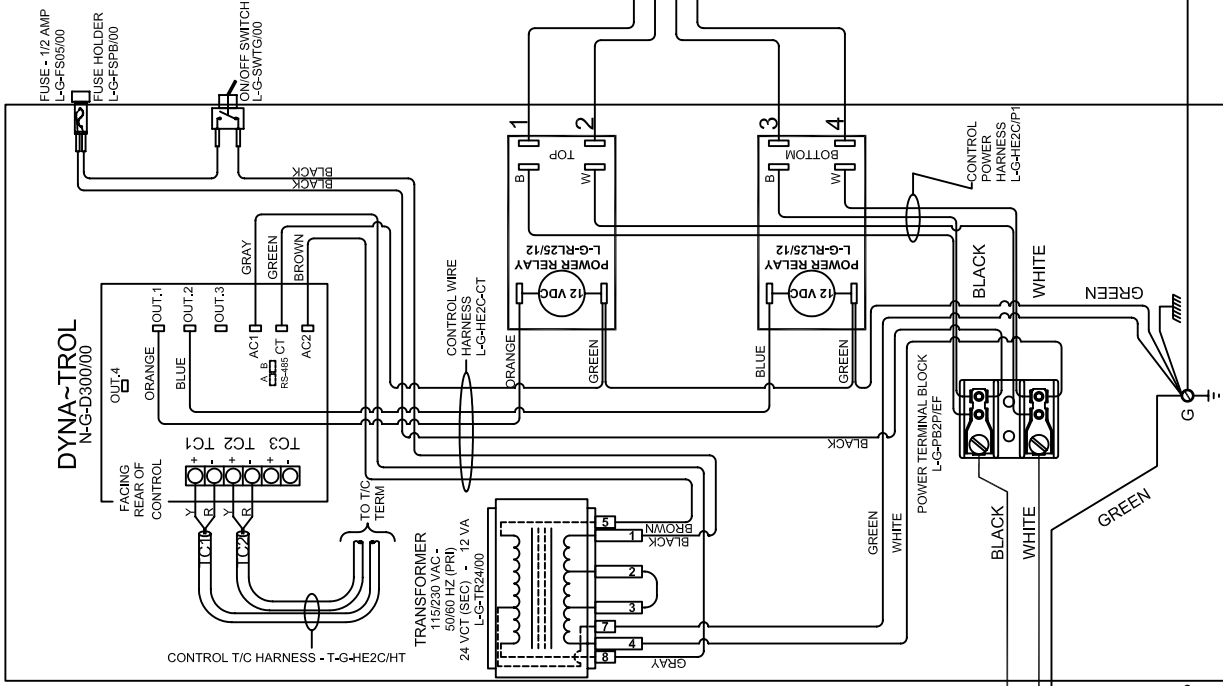 FUSE - 1/2 AMP
L-G-FS05/00
FUSE HOLDER
L-G-FSPB/00
ON/OFF SWITCH
L-G-SWTG/00
BLACK
BLACK
DYNA~TROL
N-G-D300/00
OUT.4
OUT.1
OUT.2
OUT.3
AC1
CT
AC2
A B
RS-485
ORANGE
BLUE
GRAY
GREEN
BROWN
FACING
REAR OF
CONTROL
TC1
TC2
TC3
+
-
+
-
+
-
Y
R
Y
R
C1
C2
TO T/C
TERM
CONTROL T/C HARNESS - T-G-HE2C/HT
CONTROL WIRE
HARNESS
L-G-HE2C-CT
1
2
TOP
B
W
POWER RELAY
L-G-RL25/12
12 VDC
ORANGE
GREEN
3
4
BOTTOM
B
W
POWER RELAY
L-G-RL25/12
12 VDC
BLUE
GREEN
CONTROL
POWER
HARNESS
L-G-HE2C/P1
BLACK
WHITE
GREEN
BLACK
POWER TERMINAL BLOCK
L-G-PB2P/EF
GREEN
WHITE
BLACK
WHITE
GREEN
G
TRANSFORMER
115/230 VAC -
50/60 HZ (PRI)
24 VCT (SEC) - 12 VA
L-G-TR24/00
5
1
2
3
7
4
8
BROWN
BLACK
GRAY